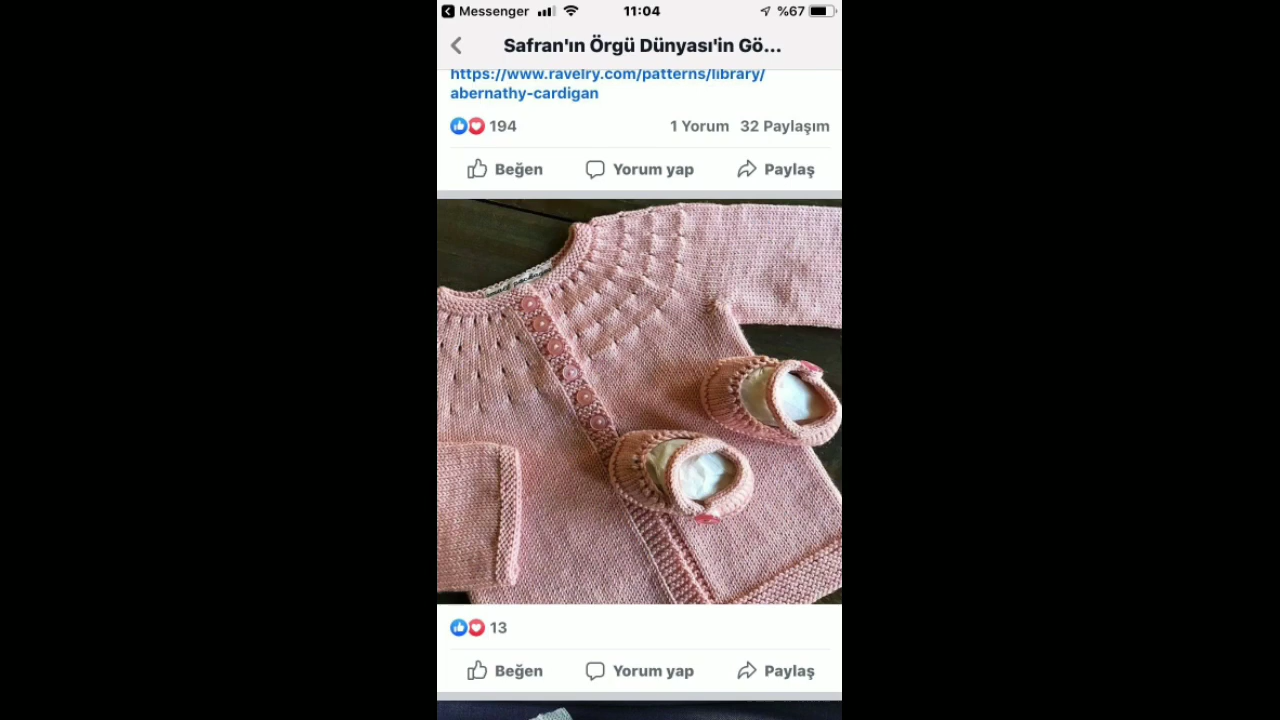 Messenger 11:04 %67
Safran'ın Örgü Dünyası'in Gö...
https://www.ravelry.com/patterns/library/
abernathy-cardigan
194 1 Yorum 32 Paylaşım
Beğen Yorum yap Paylaş
13
Beğen Yorum yap Paylaş